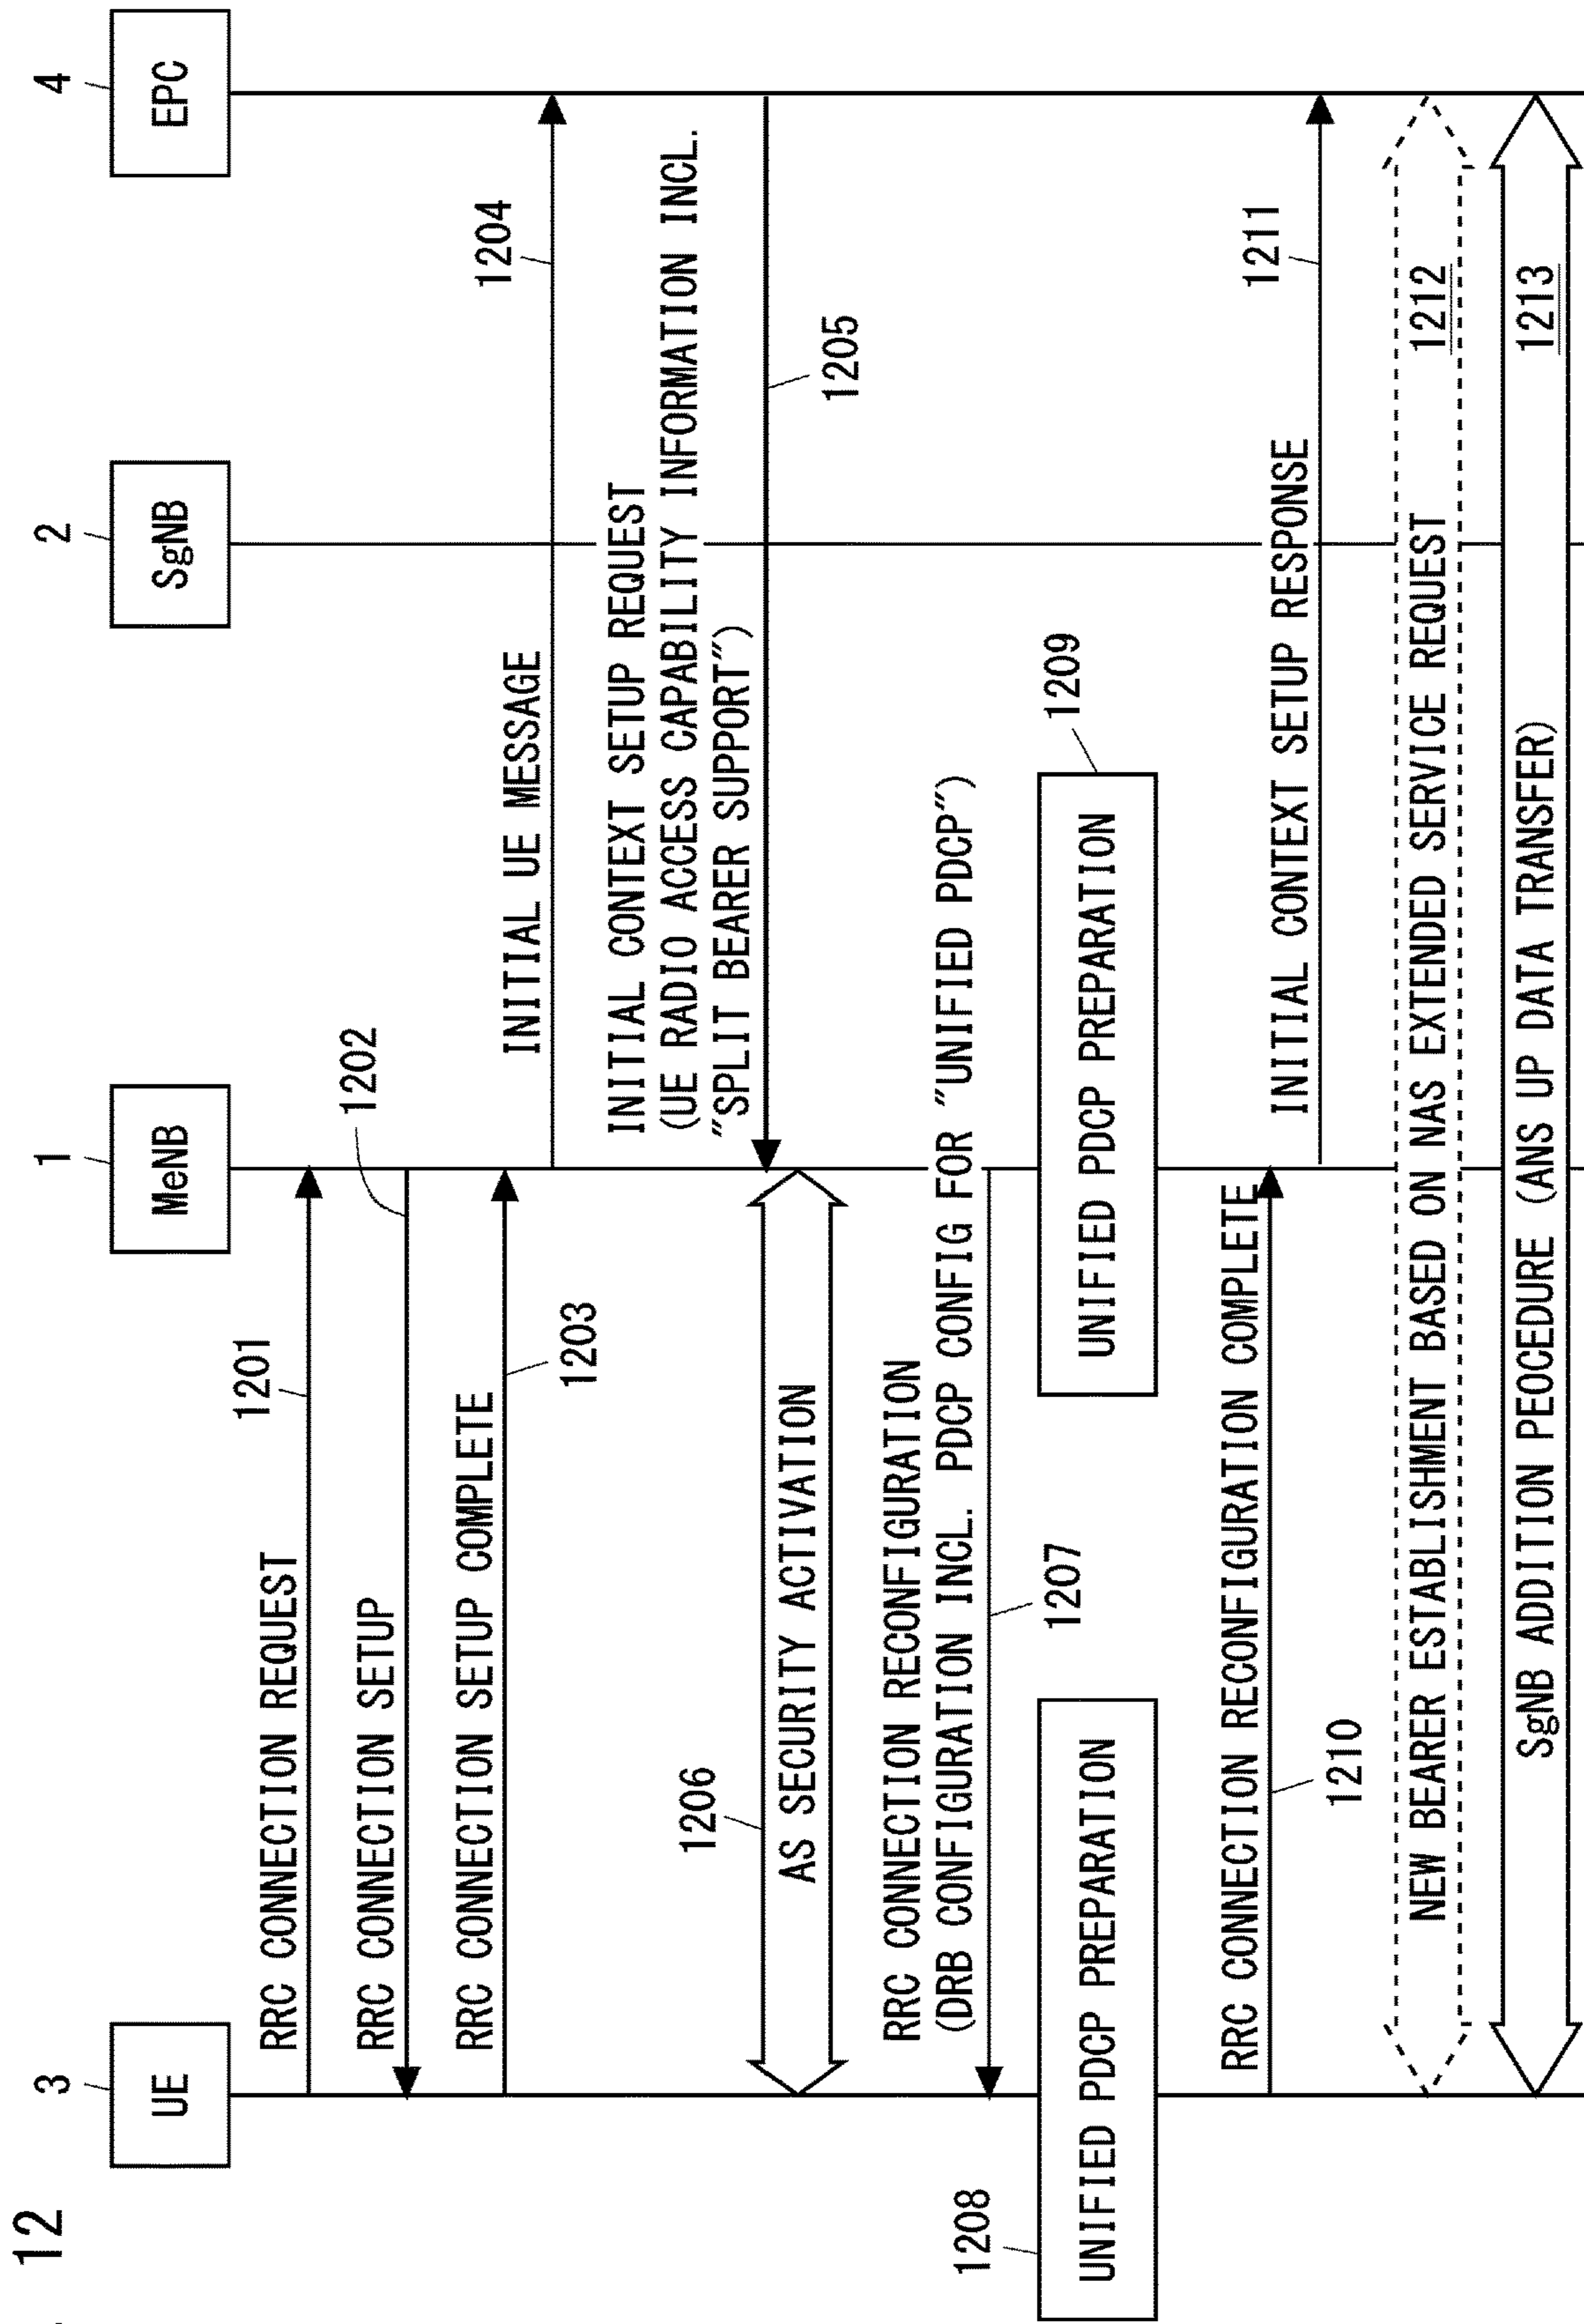 12
3
UE
1
MeNB
2
SgNB
4
EPC
RRC CONNECTION REQUEST
1201
RRC CONNECTION SETUP
1202
RRC CONNECTION SETUP COMPLETE
1203
INITIAL UE MESSAGE
1204
INITIAL CONTEXT SETUP REQUEST
(UE RADIO ACCESS CAPABILITY INFORMATION INCL.
"SPLIT BEARER SUPPORT")
1205
1206
AS SECURITY ACTIVATION
RRC CONNECTION RECONFIGURATION
(DRB CONFIGURATION INCL. PDCP CONFIG FOR "UNIFIED PDCP")
1207
1208
UNIFIED PDCP PREPARATION
1209
UNIFIED PDCP PREPARATION
RRC CONNECTION RECONFIGURATION COMPLETE
1210
INITIAL CONTEXT SETUP RESPONSE
1211
NEW BEARER ESTABLISHMENT BASED ON NAS EXTENDED SERVICE REQUEST
1212
SgNB ADDITION PEOCEDURE (ANS UP DATA TRANSFER)
1213